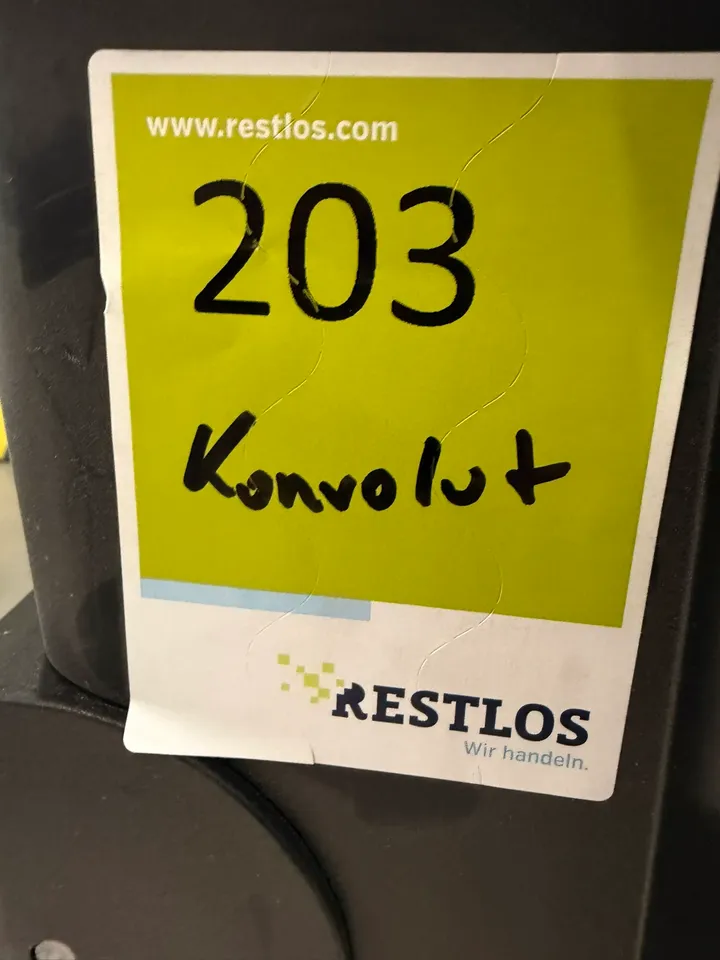 www.restlos.com
203
Konvolut
RESTLOS
Wir handeln.